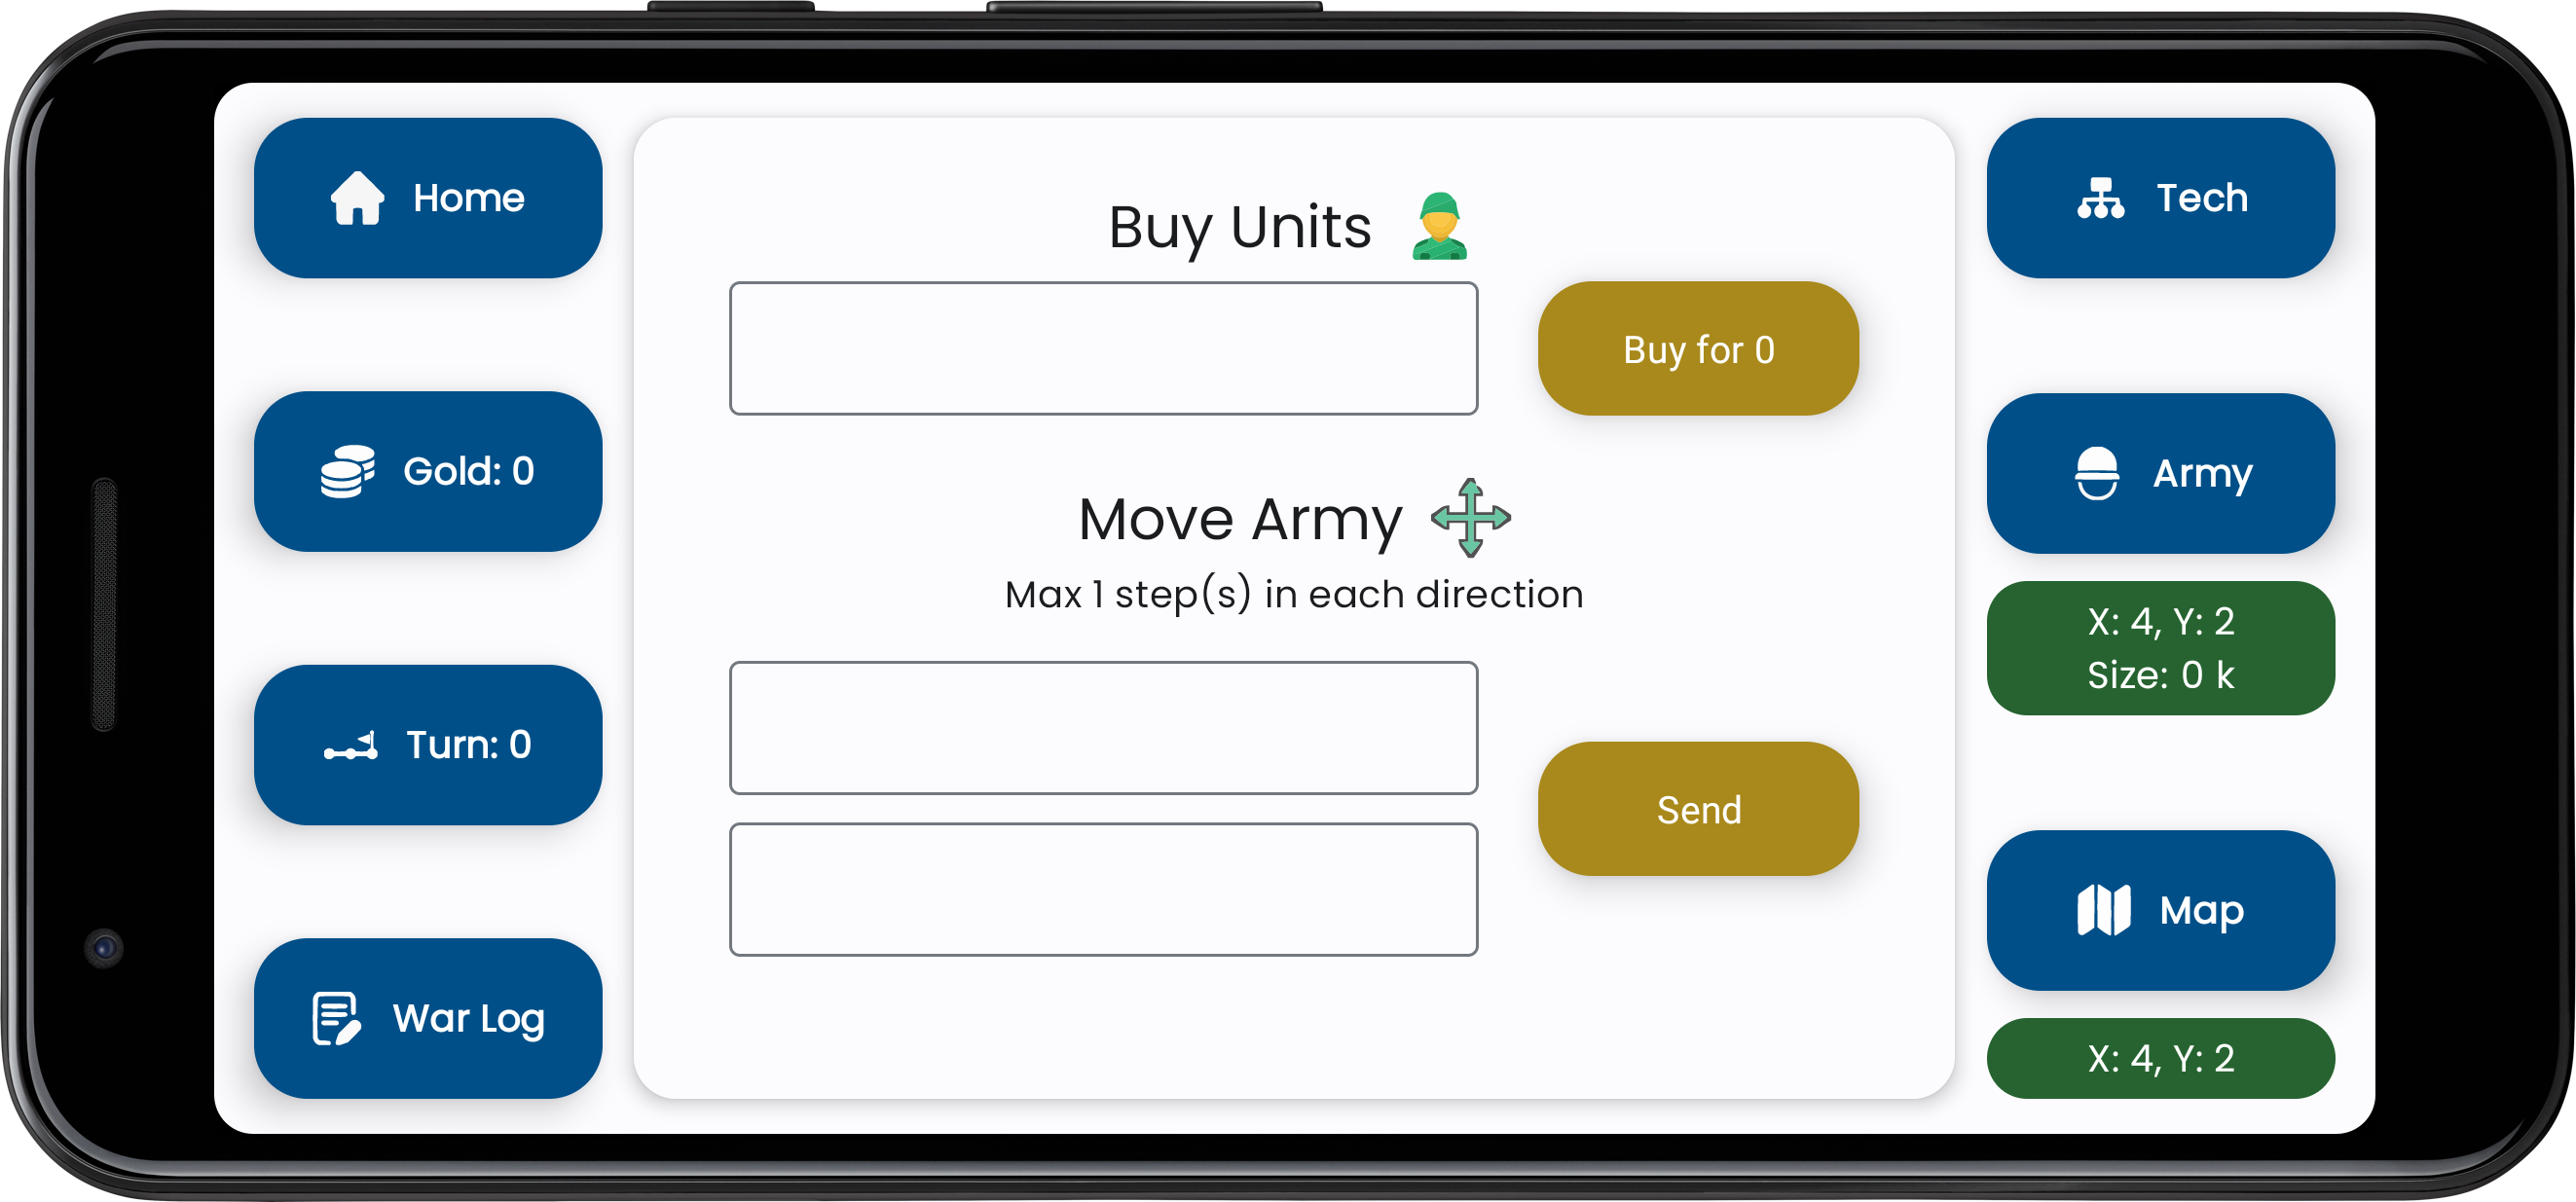 Home
Gold: 0
Turn: 0
War Log
Buy Units
Buy for 0
Move Army
Max 1 step(s) in each direction
Send
Tech
Army
X: 4, Y: 2
Size: 0 k
Map
X: 4, Y: 2